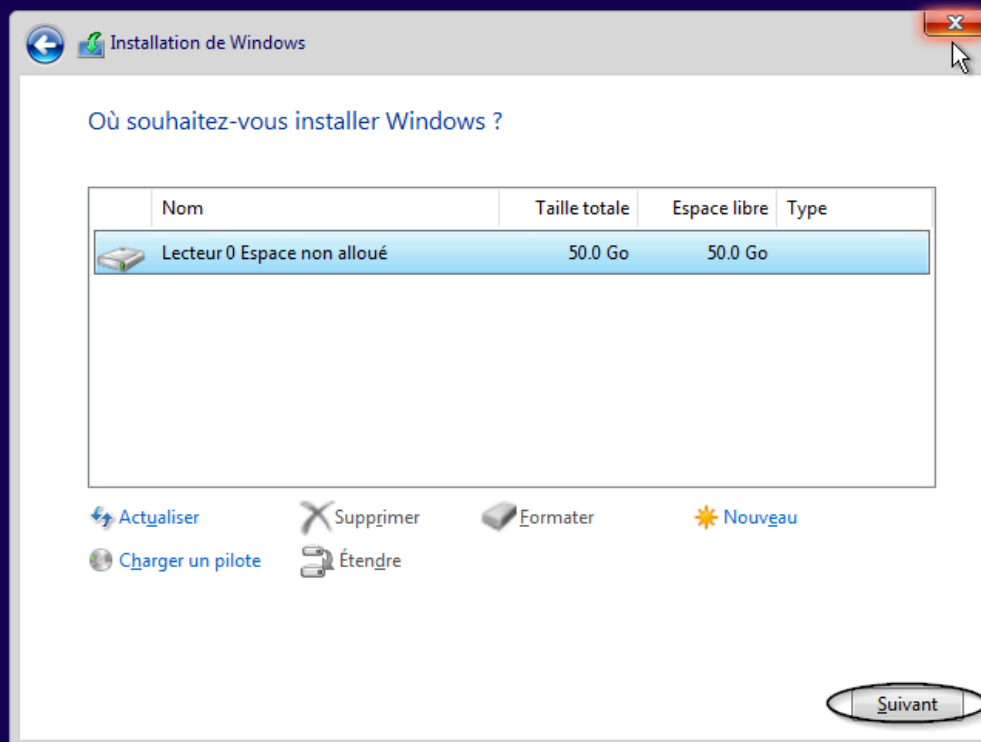 Installation de Windows
x
Où souhaitez-vous installer Windows ?
Nom Taille totale Espace libre Type
Lecteur 0 Espace non alloué 50.0 Go 50.0 Go
Actualiser Supprimer Formater Nouveau
Charger un pilote Étendre
Suivant